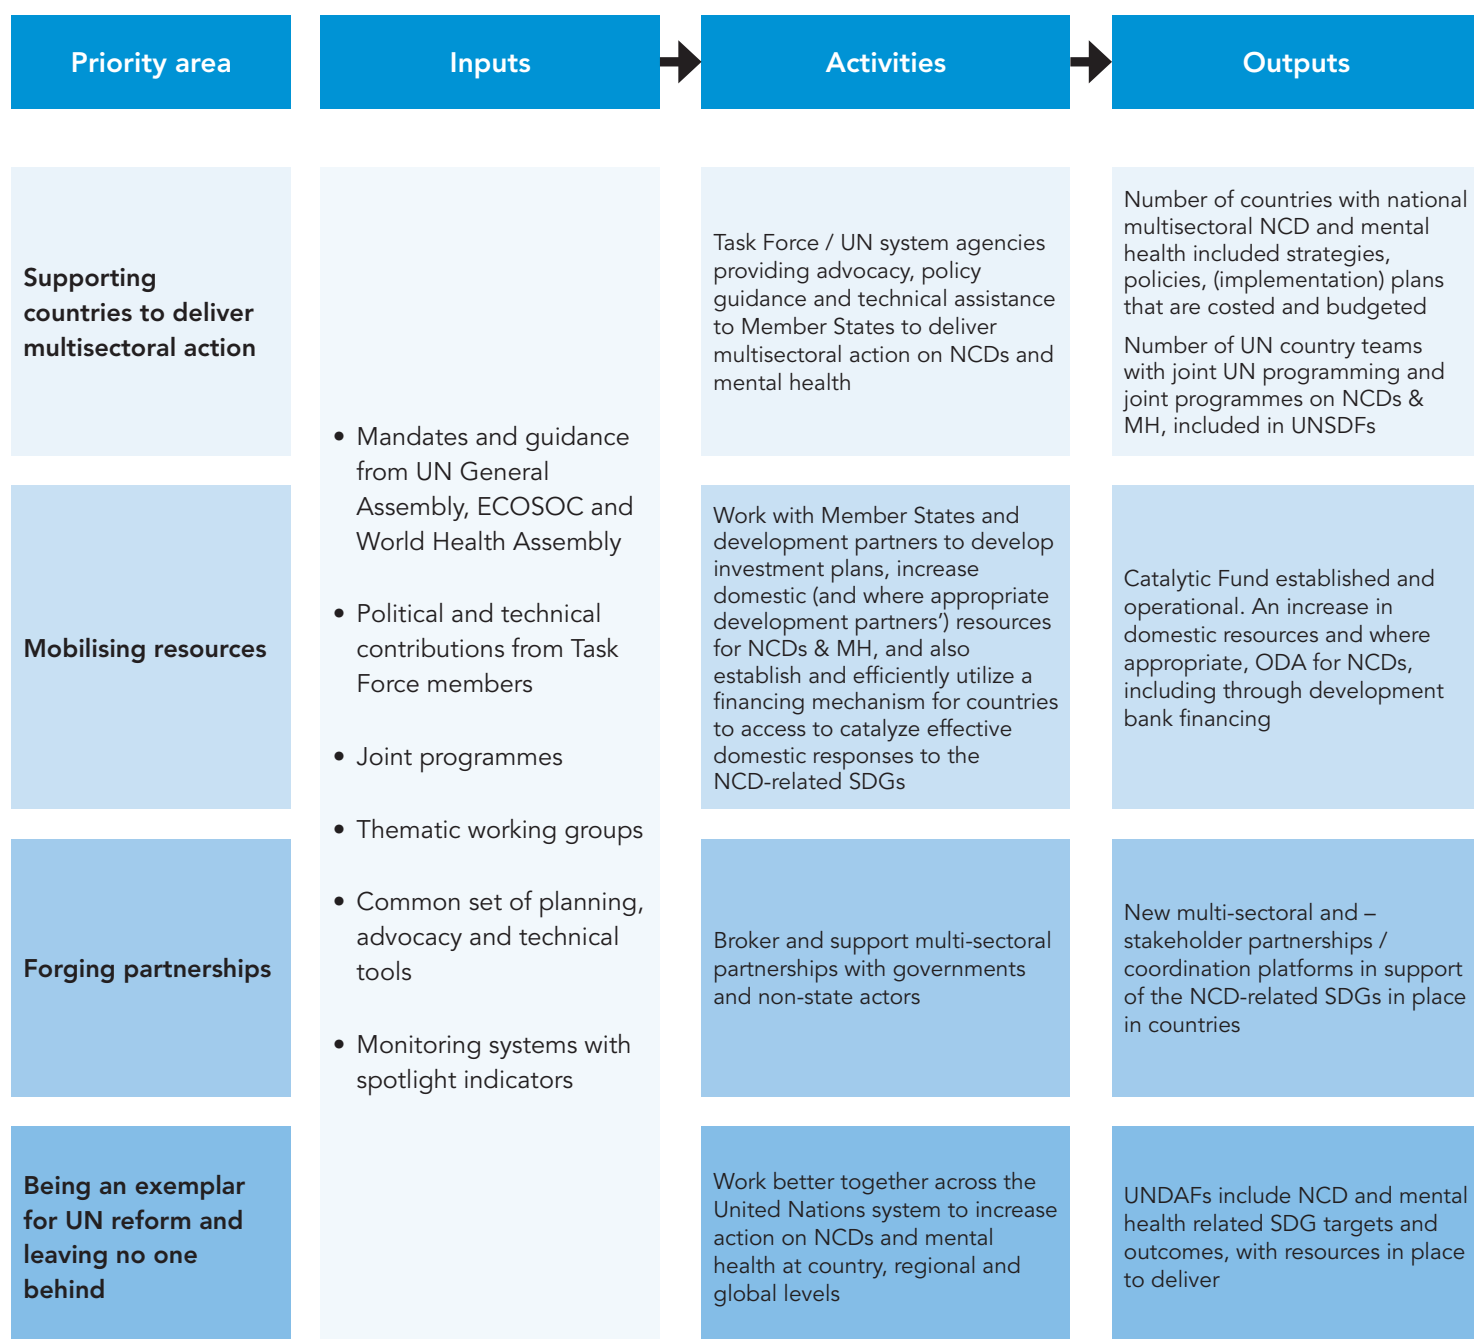 Priority area
Inputs
Activities
Outputs
Supporting
countries to deliver
multisectoral action
• Mandates and guidance
from UN General
Assembly, ECOSOC and
World Health Assembly
• Political and technical
contributions from Task
Force members
• Joint programmes
• Thematic working groups
• Common set of planning,
advocacy and technical
tools
• Monitoring systems with
spotlight indicators
Task Force / UN system agencies
providing advocacy, policy
guidance and technical assistance
to Member States to deliver
multisectoral action on NCDs and
mental health
Number of countries with national
multisectoral NCD and mental
health included strategies,
policies, (implementation) plans
that are costed and budgeted
Number of UN country teams
with joint UN programming and
joint programmes on NCDs &
MH, included in UNSDFs
Mobilising resources
Work with Member States and
development partners to develop
investment plans, increase
domestic (and where appropriate
development partners’) resources
for NCDs & MH, and also
establish and efficiently utilize a
financing mechanism for countries
to access to catalyze effective
domestic responses to the
NCD-related SDGs
Catalytic Fund established and
operational. An increase in
domestic resources and where
appropriate, ODA for NCDs,
including through development
bank financing
Forging partnerships
Broker and support multi-sectoral
partnerships with governments
and non-state actors
New multi-sectoral and –
stakeholder partnerships /
coordination platforms in support
of the NCD-related SDGs in place
in countries
Being an exemplar
for UN reform and
leaving no one
behind
Work better together across the
United Nations system to increase
action on NCDs and mental
health at country, regional and
global levels
UNDAFs include NCD and mental
health related SDG targets and
outcomes, with resources in place
to deliver